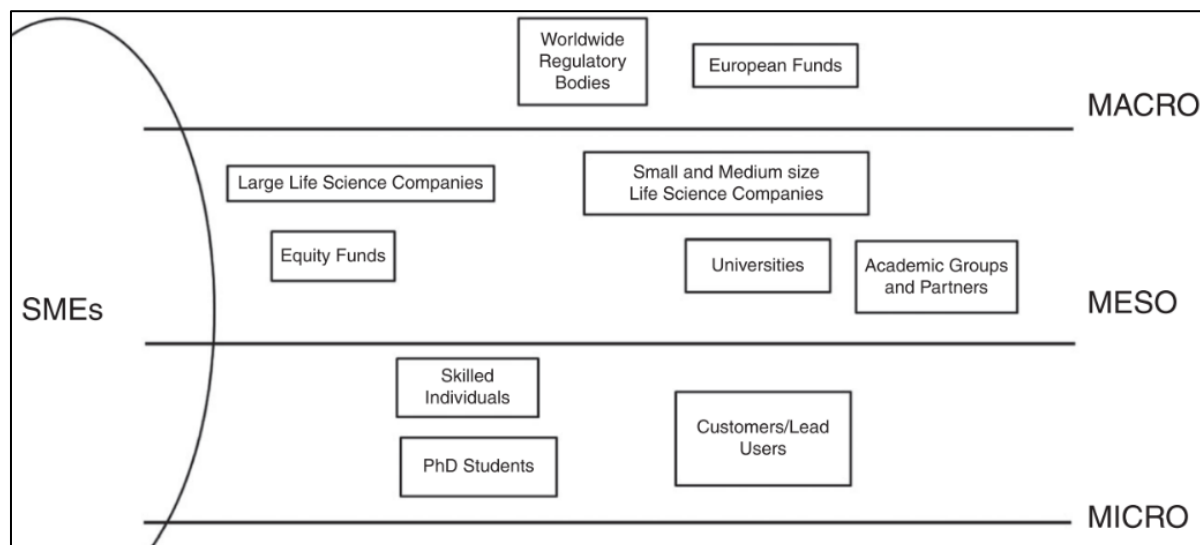 Worldwide
Regulatory
Bodies
European Funds
MACRO
Large Life Science Companies
Small and Medium size
Life Science Companies
Equity Funds
Universities
Academic Groups
and Partners
SMEs
MESO
Skilled
Individuals
Customers/Lead
Users
PhD Students
MICRO